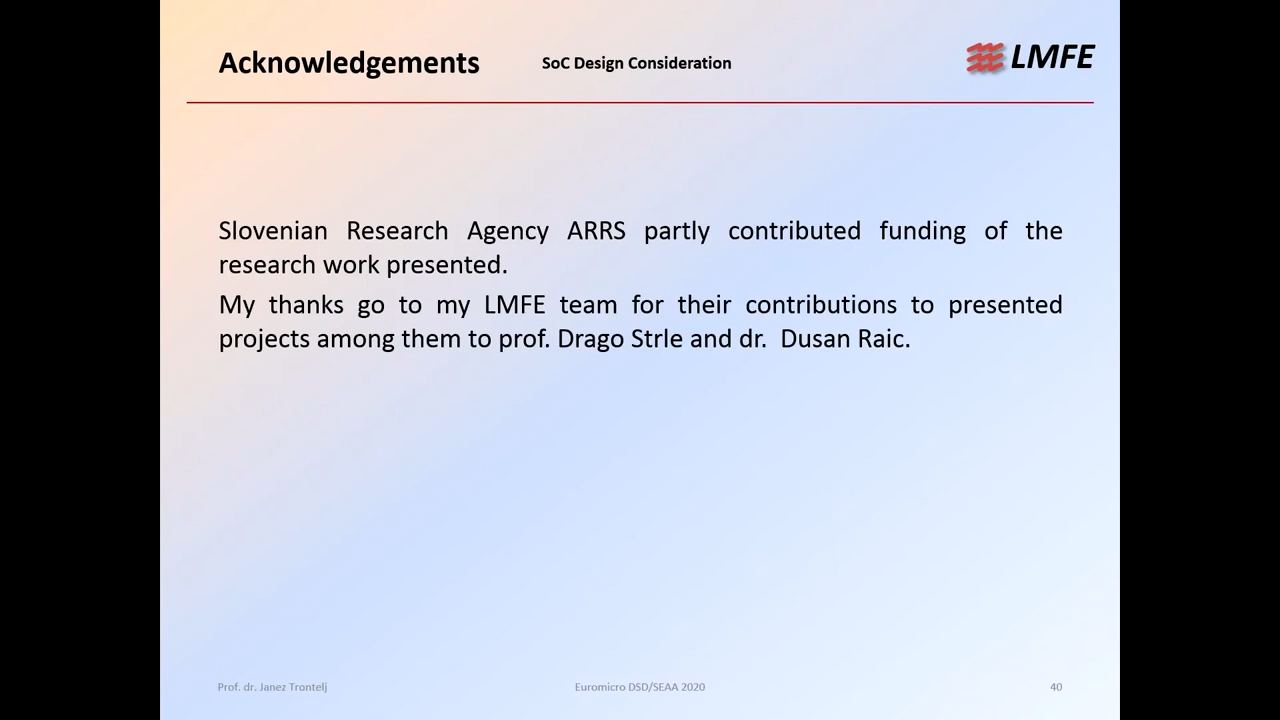 Acknowledgements SoC Design Consideration LMFE
Slovenian Research Agency ARRS partly contributed funding of the
research work presented.
My thanks go to my LMFE team for their contributions to presented
projects among them to prof. Drago Strle and dr.  Dusan Raic.
Prof. dr. Janez Trontelj Euromicro DSD/SEAA 2020 40